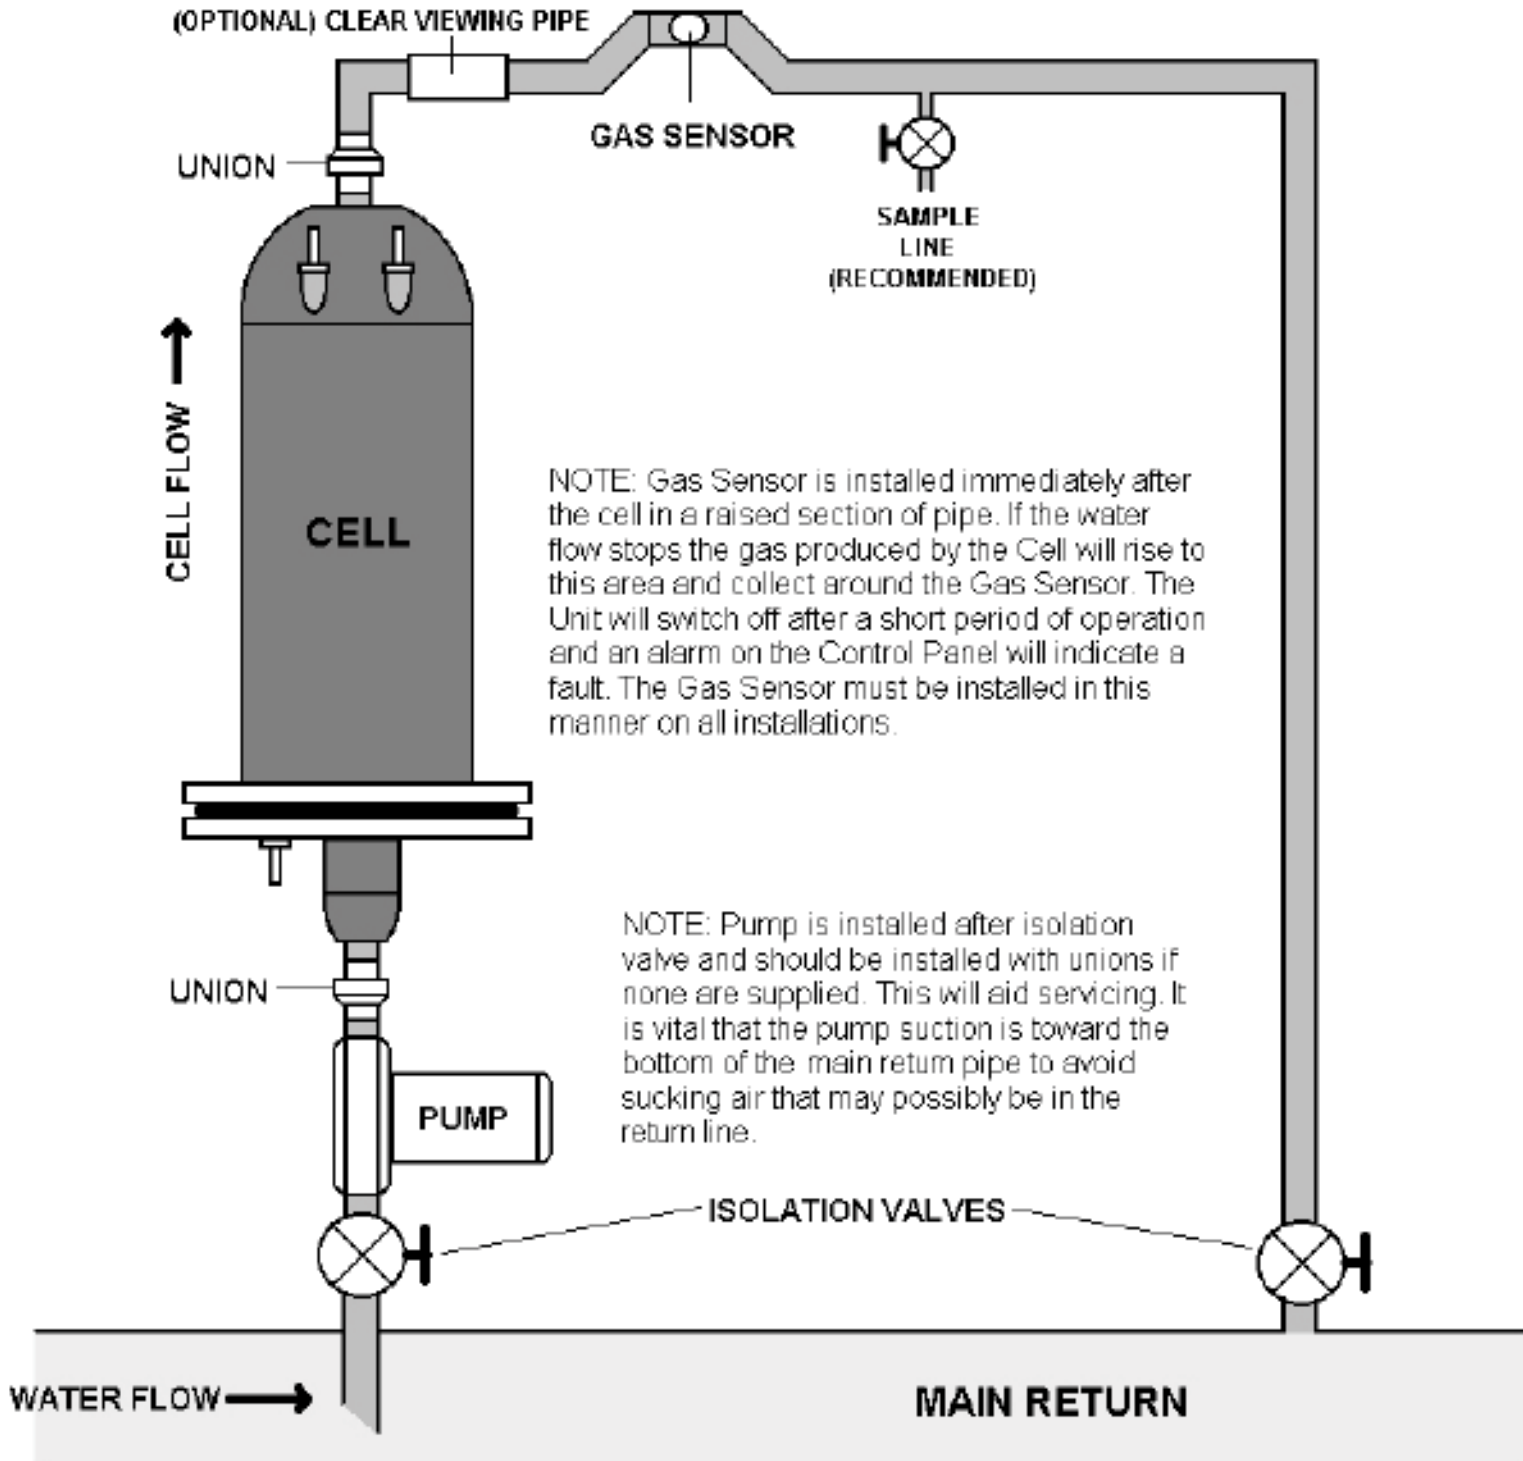 (OPTIONAL) CLEAR VIEWING PIPE
GAS SENSOR
UNION
SAMPLE
LINE
(RECOMMENDED)
CELL FLOW
CELL
NOTE: Gas Sensor is installed immediately after
the cell in a raised section of pipe. If the water
flow stops the gas produced by the Cell will rise to
this area and collect around the Gas Sensor. The
Unit will switch off after a short period of operation
and an alarm on the Control Panel will indicate a
fault. The Gas Sensor must be installed in this
manner on all installations.
NOTE: Pump is installed after isolation
valve and should be installed with unions if
none are supplied. This will aid servicing. It
is vital that the pump suction is toward the
bottom of the main return pipe to avoid
sucking air that may possibly be in the
return line.
UNION
PUMP
ISOLATION VALVES
WATER FLOW
MAIN RETURN